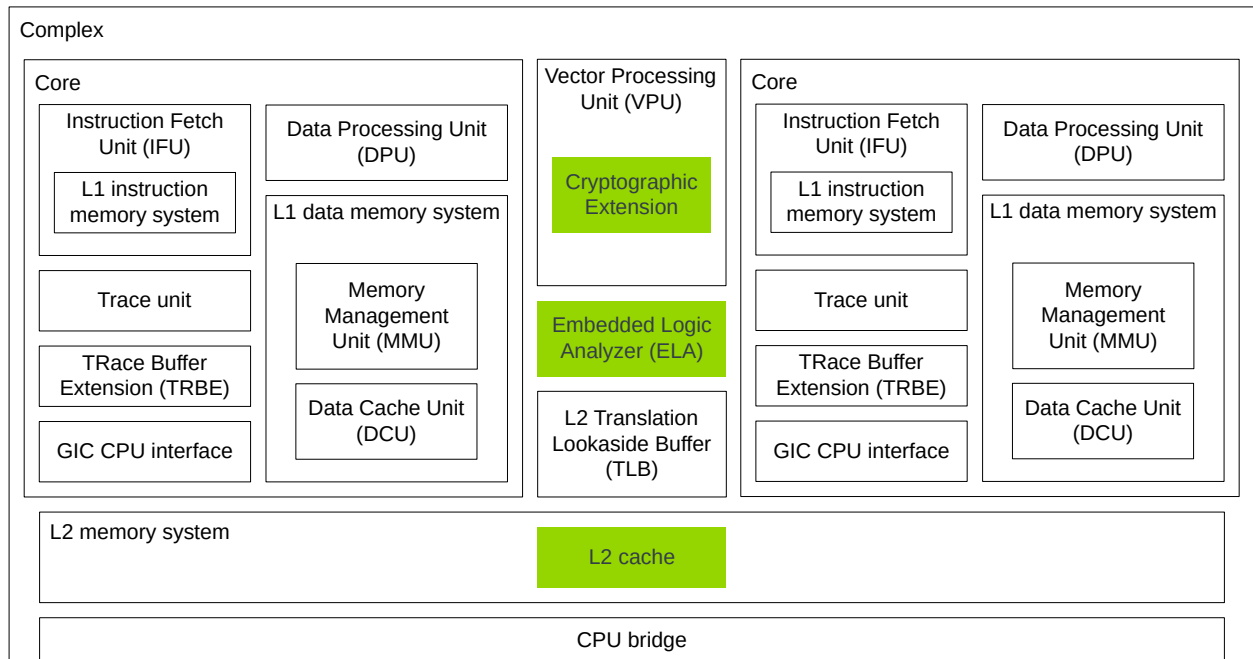 Complex
Core
Instruction Fetch
Unit (IFU)
L1 instruction
memory system
Trace unit
TRace Buffer
Extension (TRBE)
GIC CPU interface
Data Processing Unit
(DPU)
L1 data memory system
Memory
Management
Unit (MMU)
Data Cache Unit
(DCU)
Vector Processing
Unit (VPU)
Cryptographic
Extension
Embedded Logic
Analyzer (ELA)
L2 Translation
Lookaside Buffer
(TLB)
Core
Instruction Fetch
Unit (IFU)
L1 instruction
memory system
Trace unit
TRace Buffer
Extension (TRBE)
GIC CPU interface
Data Processing Unit
(DPU)
L1 data memory system
Memory
Management
Unit (MMU)
Data Cache Unit
(DCU)
L2 memory system
L2 cache
CPU bridge